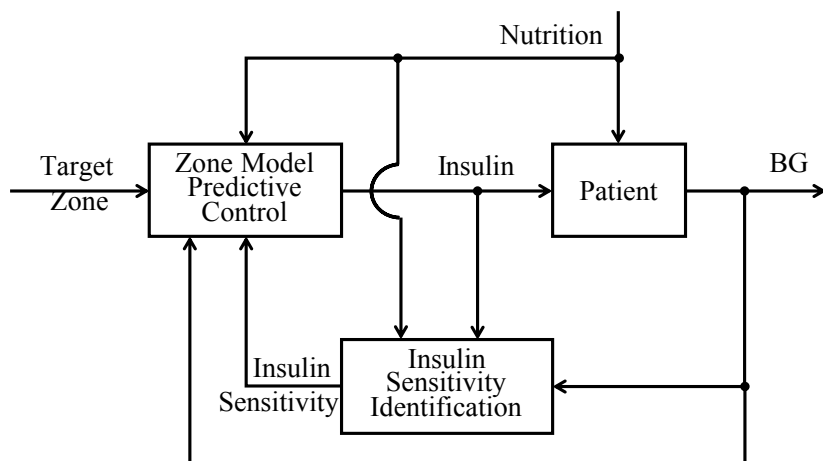 Nutrition
Target
Zone
Zone Model
Predictive
Control
Insulin
Patient
BG
Insulin
Sensitivity
Insulin
Sensitivity
Identification